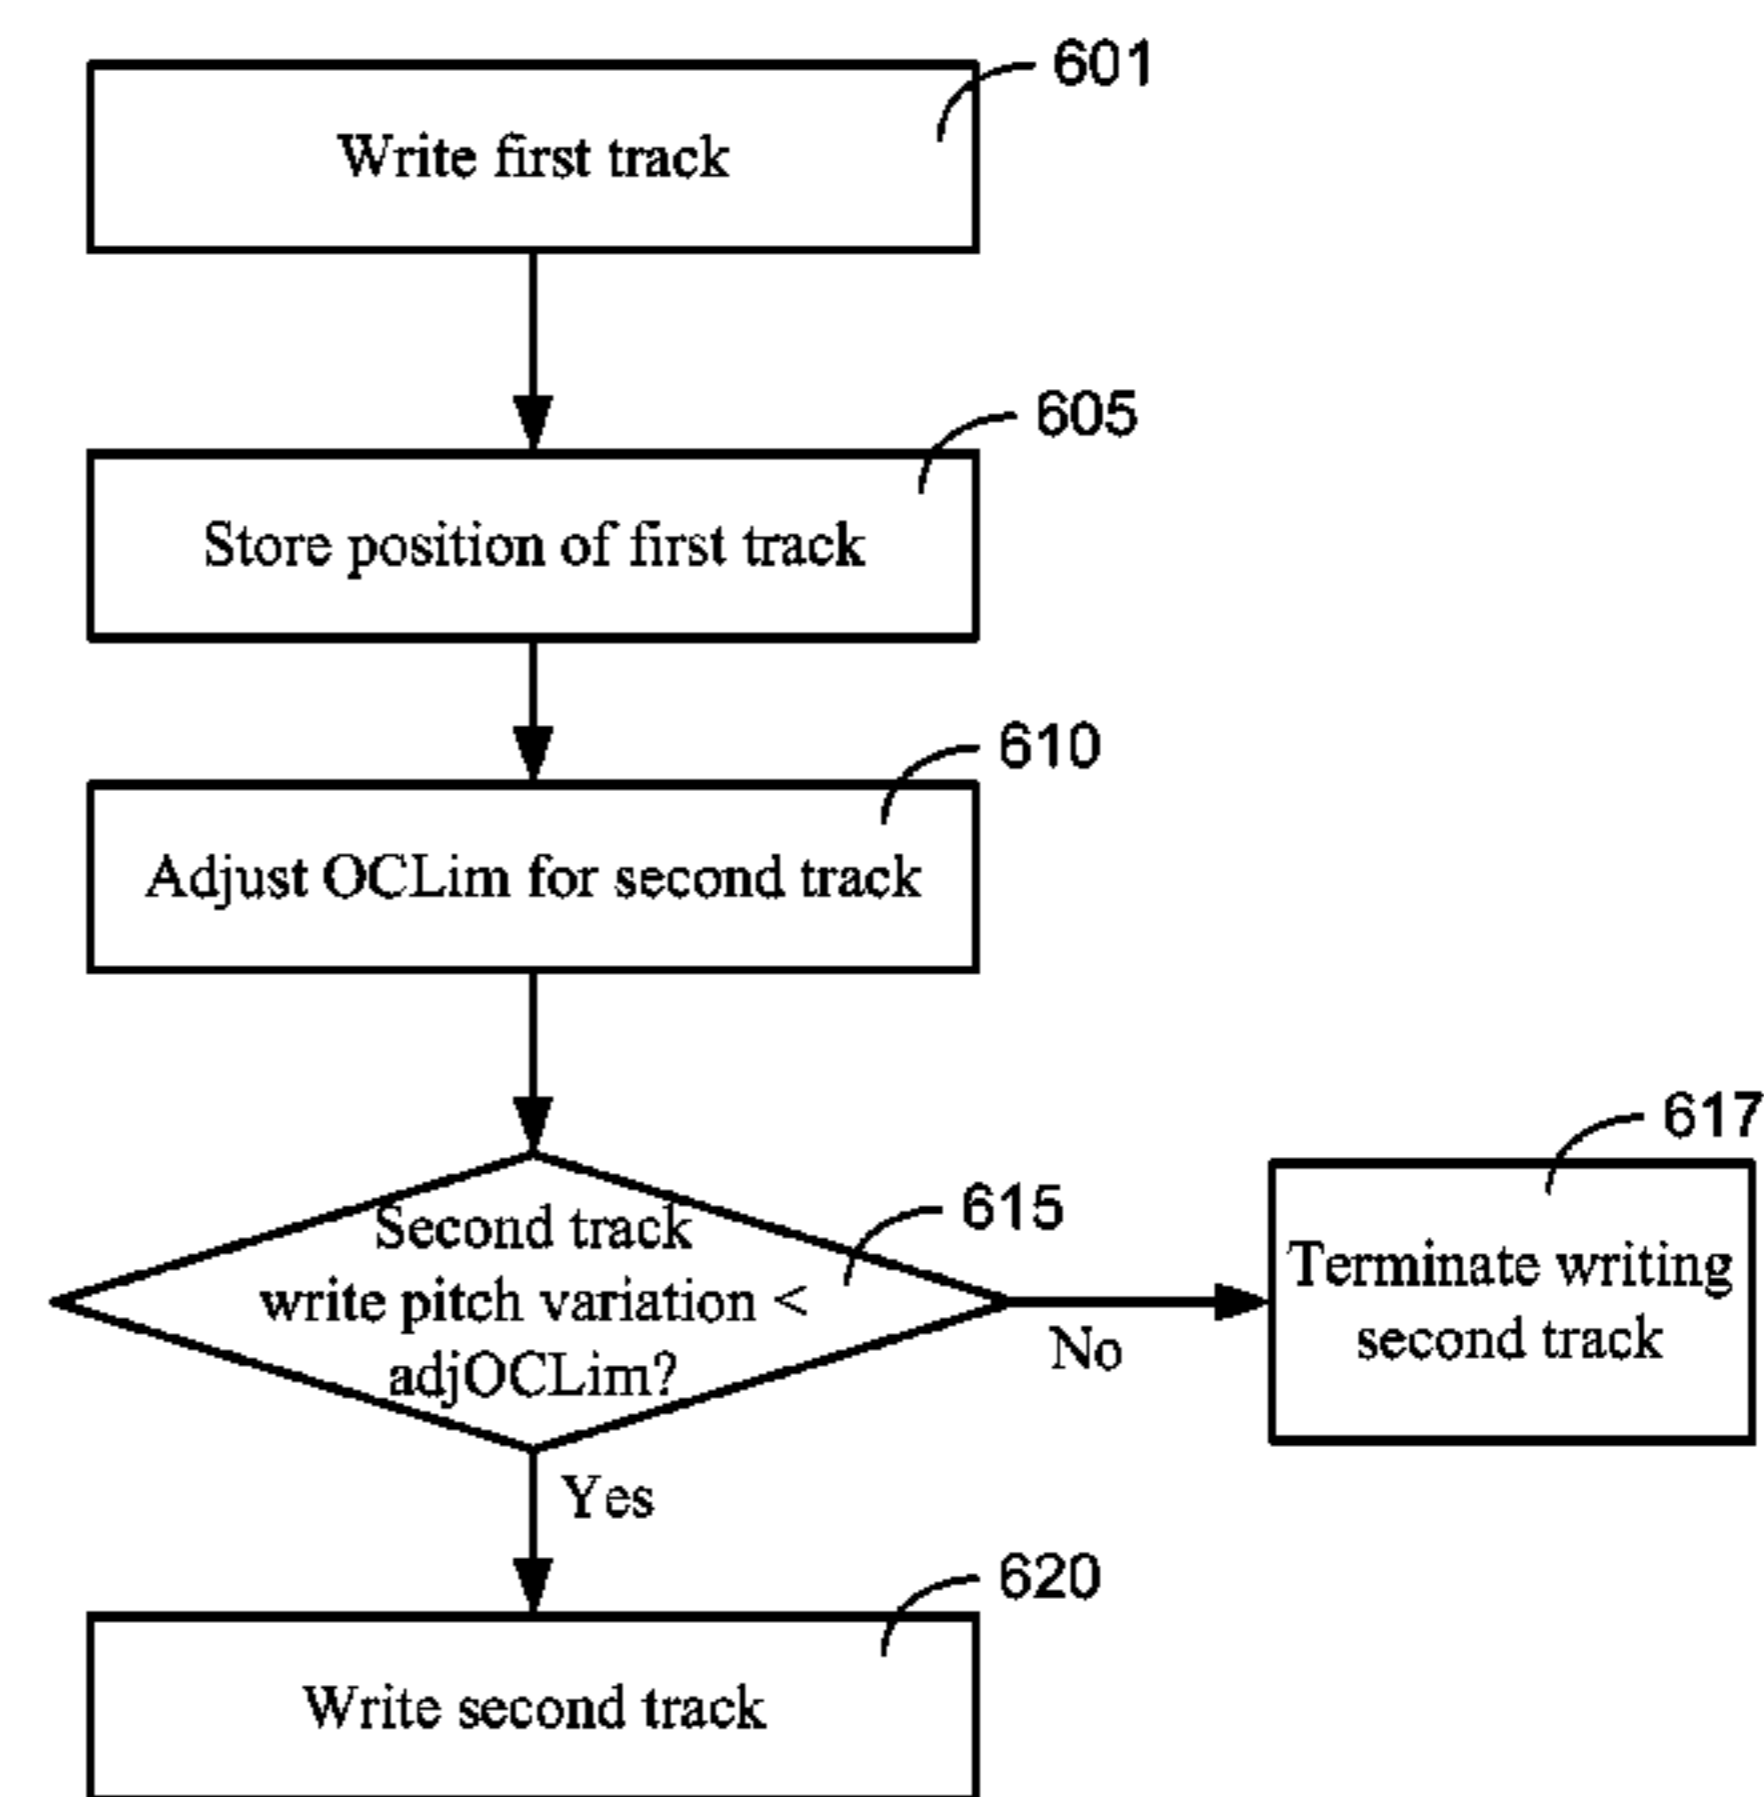 601
Write first track
605
Store position of first track
610
Adjust OCLim for second track
615
Second track
write pitch variation <
adjOCLim?
No
617
Terminate writing
second track
Yes
620
Write second track